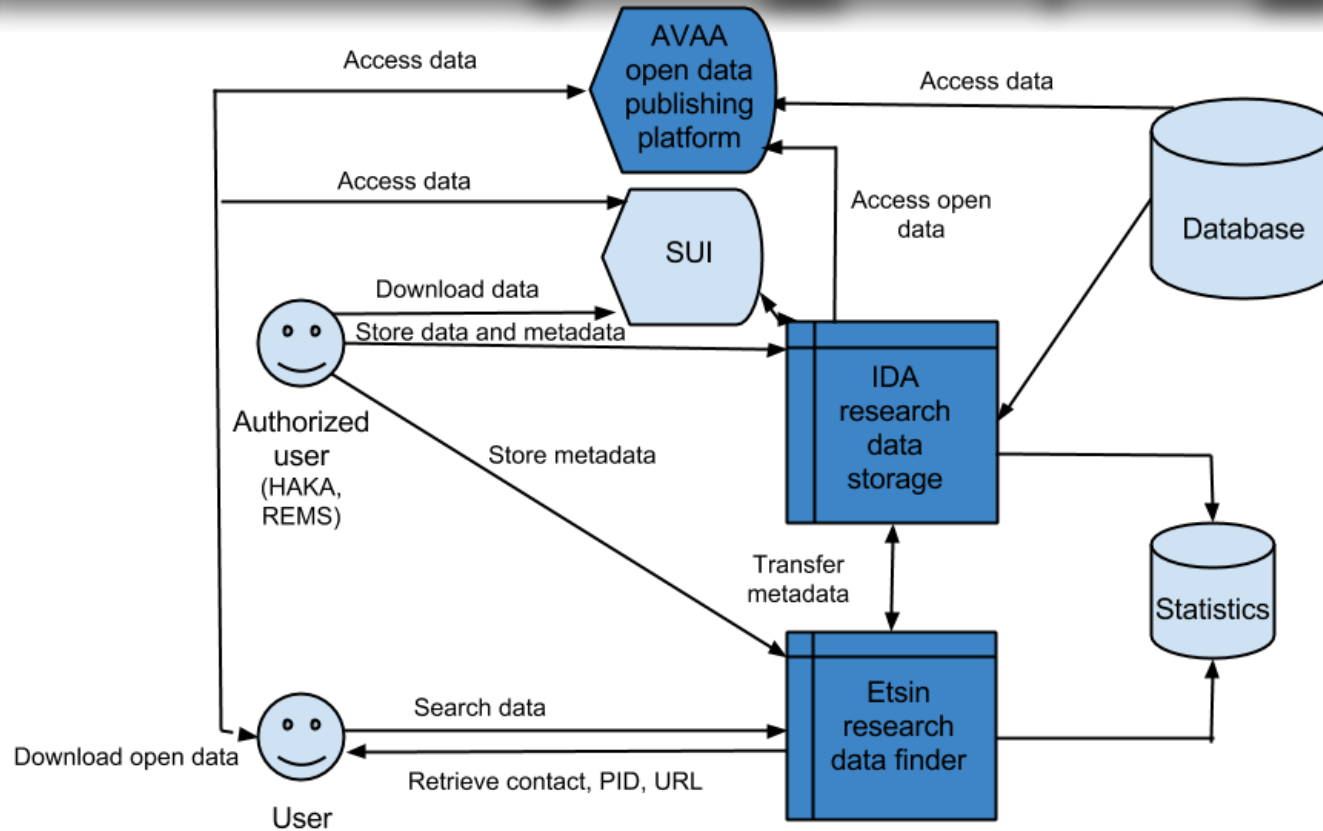 AVAA
open data
publishing
platform
Access data
Access data
Access data
Access open
data
Database
SUI
Download data
Store data and metadata
IDA
research
data
storage
Authorized
user
(HAKA,
REMS)
Store metadata
Transfer
metadata
Statistics
Etsin
research
data finder
Search data
Download open data
Retrieve contact, PID, URL
User